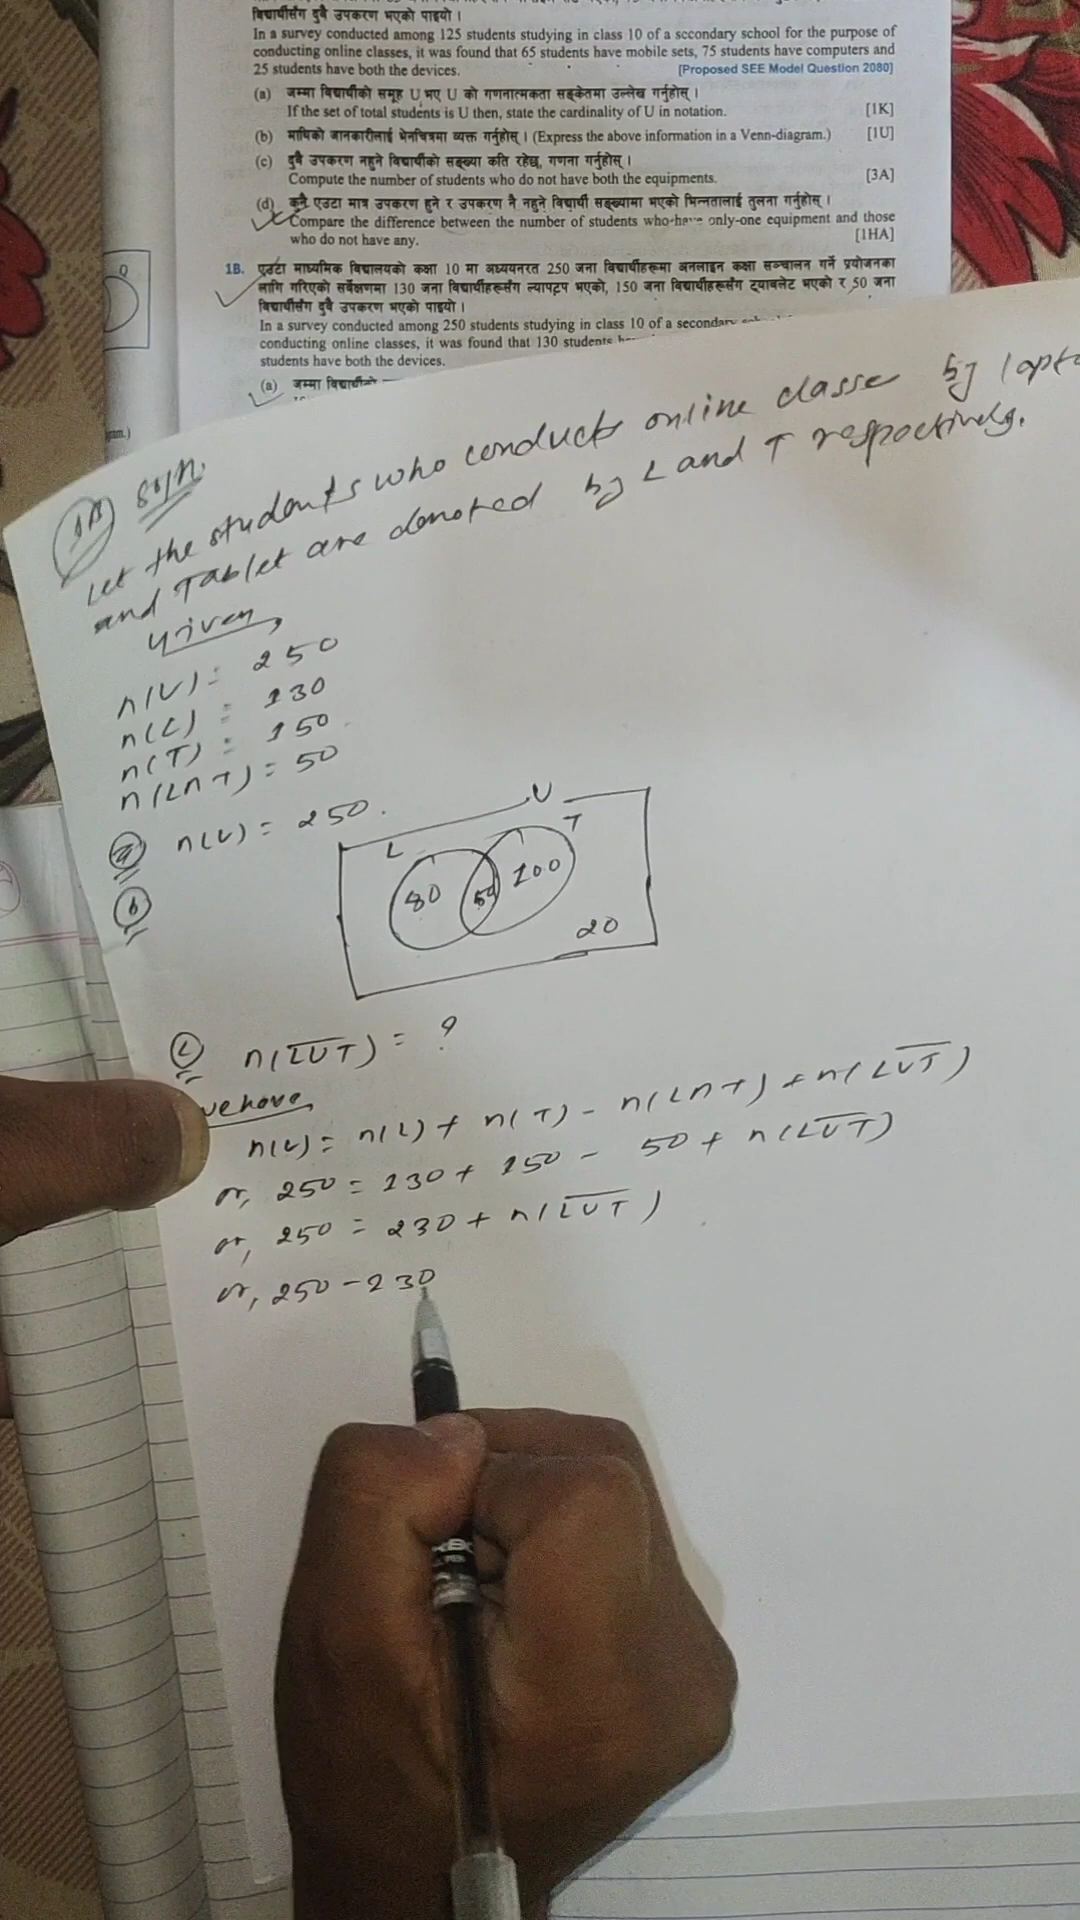 विद्यार्थीसँग दुवै उपकरण भएको पाइयो ।
In a survey conducted among 125 students studying in class 10 of a secondary school for the purpose of
conducting online classes, it was found that 65 students have mobile sets, 75 students have computers and
25 students have both the devices. [Proposed SEE Model Question 2080]
(a) जम्मा विद्यार्थीको समूह U भए U को गणनात्मकता सङ्केतमा उल्लेख गर्नुहोस् ।
If the set of total students is U then, state the cardinality of U in notation. [1K]
(b) माथिको जानकारीलाई भेनचित्रमा व्यक्त गर्नुहोस् । (Express the above information in a Venn-diagram.) [1U]
(c) दुवै उपकरण नहुने विद्यार्थीको सङ्ख्या कति रहेछ, गणना गर्नुहोस् ।
Compute the number of students who do not have both the equipments. [3A]
(d) कुनै एउटा मात्र उपकरण हुने र उपकरण नै नहुने विद्यार्थी सङ्ख्यामा भएको भिन्नतालाई तुलना गर्नुहोस् ।
Compare the difference between the number of students who have only-one equipment and those
who do not have any. [1HA]
1B. एउटा माध्यमिक विद्यालयको कक्षा 10 मा अध्ययनरत 250 जना विद्यार्थीहरूमा अनलाइन कक्षा सञ्चालन गर्ने प्रयोजनका
लागि गरिएको सर्वेक्षणमा 130 जना विद्यार्थीहरूसँग ल्यापटप भएको, 150 जना विद्यार्थीहरूसँग ट्याबलेट भएको र 50 जना
विद्यार्थीसँग दुवै उपकरण भएको पाइयो ।
In a survey conducted among 250 students studying in class 10 of a secondary
conducting online classes, it was found that 130 students
students have both the devices.
(a) जम्मा विद्यार्थीको
Soln.
Let the students who conducts online classe by
and Tablet are denoted by L and T respectively.
Given,
n(U) = 250
n(L) = 130
n(T) = 150
n(L∩T) = 50
(a) n(U) = 250.
(b)
U
L T
80 50 100
20
(c) n(L̅U̅T̅) = ?
We have,
n(U) = n(L) + n(T) - n(L∩T) + n(L̅U̅T̅)
or, 250 = 130 + 150 - 50 + n(L̅U̅T̅)
or, 250 = 230 + n(L̅U̅T̅)
or, 250 - 230